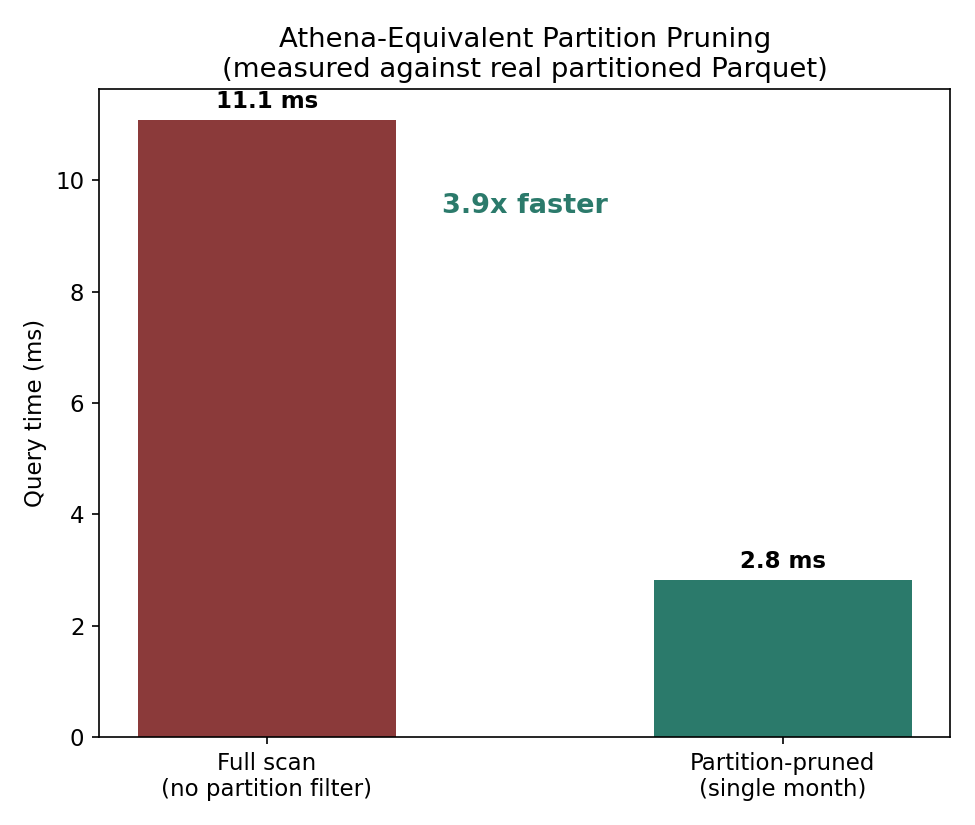 Athena-Equivalent Partition Pruning
(measured against real partitioned Parquet)
11.1 ms
3.9x faster
2.8 ms
Query time (ms)
10
8
6
4
2
0
Full scan
(no partition filter)
Partition-pruned
(single month)